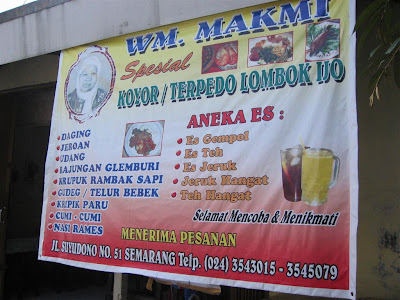 WM. MAKMI
Spesial
KOYOR / TERPEDO LOMBOK IJO
DAGING
JEROAN
UDANG
RAJUNGAN GLEMBURI
KRUPUK RAMBAK SAPI
GUDEG / TELUR BEBEK
KRIPIK PARU
CUMI - CUMI
NASI RAMES
ANEKA ES :
Es Gempol
Es Teh
Es Jeruk
Jeruk Hangat
Teh Hangat
Selamat Mencoba & Menikmati
MENERIMA PESANAN
JL. SUYUDONO NO. 51 SEMARANG Telp. (024) 3543015 - 3545079